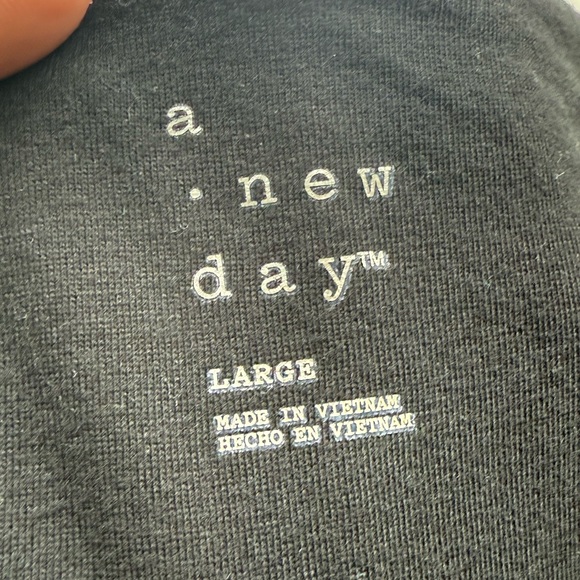 a
· new
day™
LARGE
MADE IN VIETNAM
HECHO EN VIETNAM